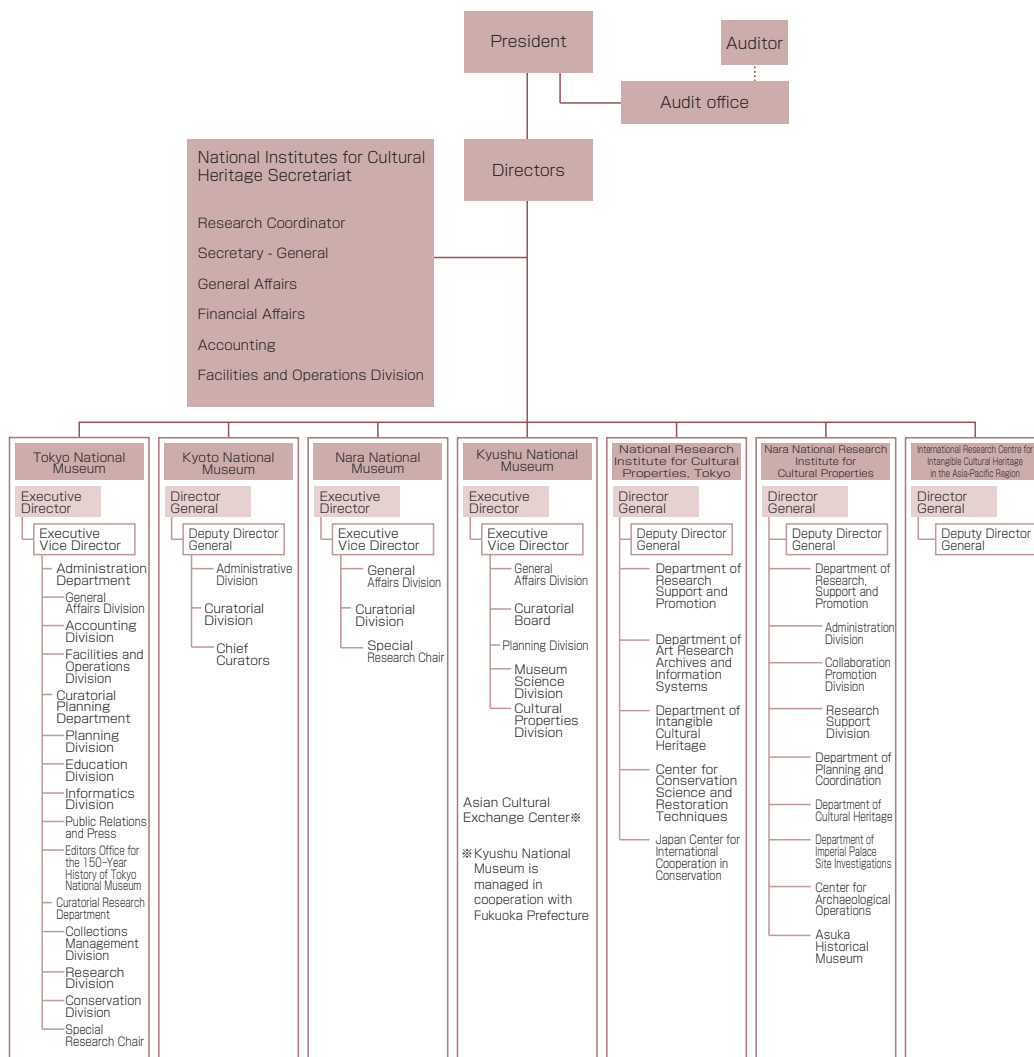 President
Auditor
Audit office
National Institutes for Cultural
Heritage Secretariat
Research Coordinator
Secretary - General
General Affairs
Financial Affairs
Accounting
Facilities and Operations Division
Directors
Tokyo National
Museum
Executive
Director
Executive
Vice Director
Administration
Department
General
Affairs Division
Accounting
Division
Facilities and
Operations
Division
Curatorial
Planning
Department
Planning
Division
Education
Division
Informatics
Division
Public Relations
and Press
Editors Office for
the 150-Year
History of Tokyo
National Museum
Curatorial Research
Department
Collections
Management
Division
Research
Division
Conservation
Division
Special
Research Chair
Kyoto National
Museum
Director
General
Deputy Director
General
Administrative
Division
Curatorial
Division
Chief
Curators
Nara National
Museum
Executive
Director
Executive
Vice Director
General
Affairs Division
Curatorial
Division
Special
Research Chair
Kyushu National
Museum
Executive
Director
Executive
Vice Director
General
Affairs Division
Curatorial
Board
Planning Division
Museum
Science
Division
Cultural
Properties
Division
Asian Cultural
Exchange Center※
※Kyushu National
Museum is
managed in
cooperation with
Fukuoka Prefecture
National Research
Institute for Cultural
Properties, Tokyo
Director
General
Deputy Director
General
Department of
Research
Support and
Promotion
Department of
Art Research
Archives and
Information
Systems
Department of
Intangible
Cultural
Heritage
Center for
Conservation
Science and
Restoration
Techniques
Japan Center for
International
Cooperation in
Conservation
Nara National Research
Institute for
Cultural Properties
Director
General
Deputy Director
General
Department of
Research,
Support and
Promotion
Administration
Division
Collaboration
Promotion
Division
Research
Support
Division
Department of
Planning and
Coordination
Department of
Cultural Heritage
Department of
Imperial Palace
Site Investigations
Center for
Archaeological
Operations
Asuka
Historical
Museum
International Research Centre for
Intangible Cultural Heritage
in the Asia-Pacific Region
Director
General
Deputy Director
General